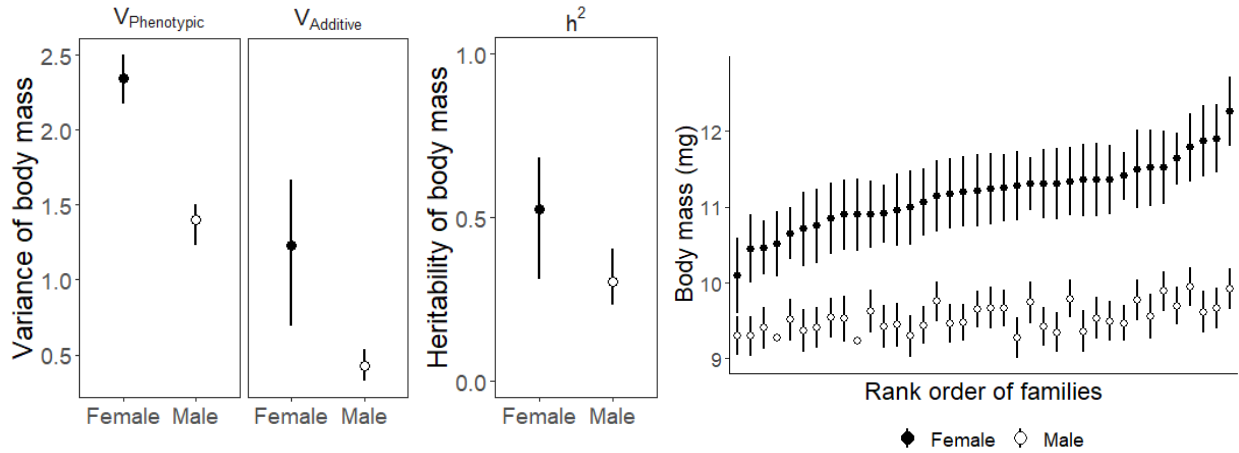 V_Phenotypic
V_Additive
h²
Variance of body mass
2.5
2.0
1.5
1.0
0.5
Female Male
Female Male
Heritability of body mass
1.0
0.5
0.0
Female Male
Body mass (mg)
12
11
10
9
Rank order of families
Female Male